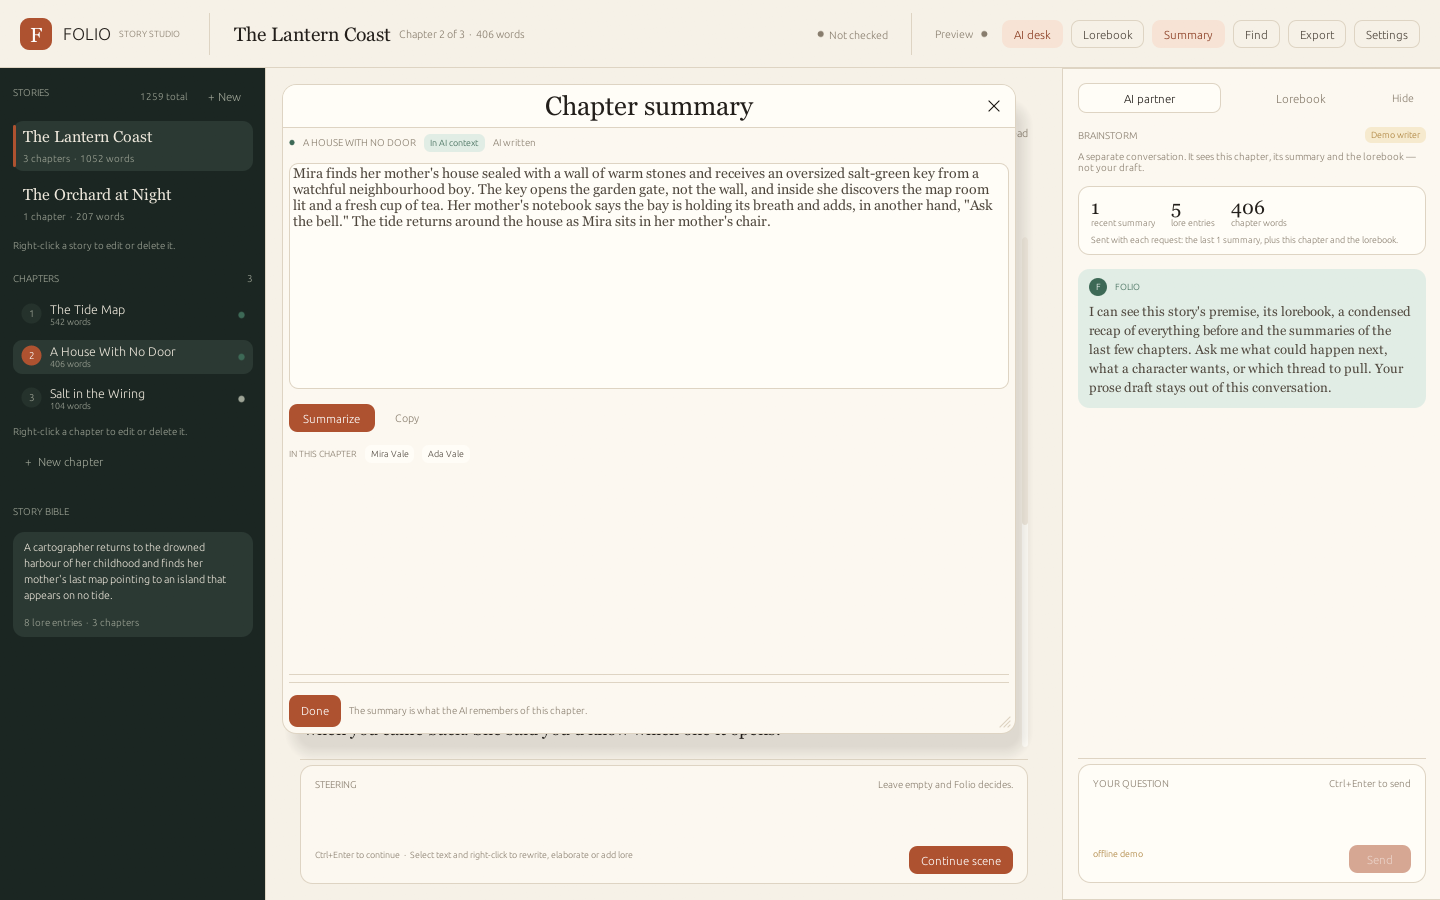 F FOLIO STORY STUDIO
The Lantern Coast Chapter 2 of 3 · 406 words
Not checked
Preview
AI desk
Lorebook
Summary
Find
Export
Settings
STORIES
1259 total
+ New
The Lantern Coast
3 chapters · 1052 words
The Orchard at Night
1 chapter · 207 words
Right-click a story to edit or delete it.
CHAPTERS 3
1 The Tide Map
542 words
2 A House With No Door
406 words
3 Salt in the Wiring
104 words
Right-click a chapter to edit or delete it.
+ New chapter
STORY BIBLE
A cartographer returns to the drowned
harbour of her childhood and finds her
mother's last map pointing to an island that
appears on no tide.
8 lore entries · 3 chapters
Chapter summary
ad
A HOUSE WITH NO DOOR In AI context AI written
Mira finds her mother's house sealed with a wall of warm stones and receives an oversized salt-green key from a
watchful neighbourhood boy. The key opens the garden gate, not the wall, and inside she discovers the map room
lit and a fresh cup of tea. Her mother's notebook says the bay is holding its breath and adds, in another hand, "Ask
the bell." The tide returns around the house as Mira sits in her mother's chair.
Summarize
Copy
IN THIS CHAPTER Mira Vale Ada Vale
Done
The summary is what the AI remembers of this chapter.
STEERING
Leave empty and Folio decides.
Ctrl+Enter to continue · Select text and right-click to rewrite, elaborate or add lore
Continue scene
AI partner
Lorebook
Hide
BRAINSTORM
Demo writer
A separate conversation. It sees this chapter, its summary and the lorebook —
not your draft.
1 5 406
recent summary lore entries chapter words
Sent with each request: the last 1 summary, plus this chapter and the lorebook.
F FOLIO
I can see this story's premise, its lorebook, a condensed
recap of everything before and the summaries of the
last few chapters. Ask me what could happen next,
what a character wants, or which thread to pull. Your
prose draft stays out of this conversation.
YOUR QUESTION
Ctrl+Enter to send
offline demo
Send